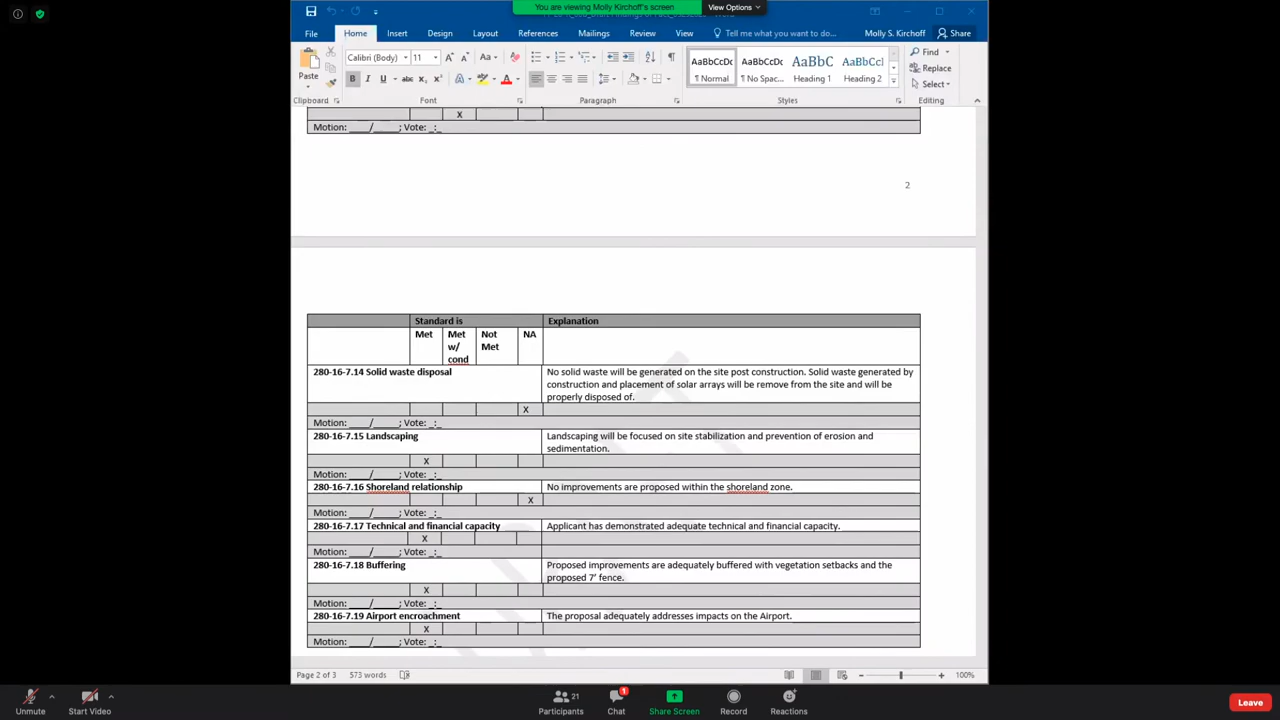 You are viewing Molly Kirchoff's screen
View Options
File
Home
Insert
Design
Layout
References
Mailings
Review
View
Tell me what you want to do...
Molly S. Kirchoff
Share
Paste
Calibri (Body)
11
Aa
B I U abc x₂ x²
A
AaBbCcDc AaBbCcDc AaBbC AaBbCcl
¶ Normal
¶ No Spac...
Heading 1
Heading 2
Find
Replace
Select
Clipboard
Font
Paragraph
Styles
Editing
X
Motion: ____/_____; Vote: _:_
2
Standard is
Explanation
Met
Met w/ cond
Not Met
NA
280-16-7.14 Solid waste disposal
No solid waste will be generated on the site post construction. Solid waste generated by
construction and placement of solar arrays will be remove from the site and will be
properly disposed of.
X
Motion: ____/_____; Vote: _:_
280-16-7.15 Landscaping
Landscaping will be focused on site stabilization and prevention of erosion and
sedimentation.
X
Motion: ____/_____; Vote: _:_
280-16-7.16 Shoreland relationship
No improvements are proposed within the shoreland zone.
X
Motion: ____/_____; Vote: _:_
280-16-7.17 Technical and financial capacity
Applicant has demonstrated adequate technical and financial capacity.
X
Motion: ____/_____; Vote: _:_
280-16-7.18 Buffering
Proposed improvements are adequately buffered with vegetation setbacks and the
proposed 7' fence.
X
Motion: ____/_____; Vote: _:_
280-16-7.19 Airport encroachment
The proposal adequately addresses impacts on the Airport.
X
Motion: ____/_____; Vote: _:_
Page 2 of 3
573 words
100%
Unmute
Start Video
21
Participants
1
Chat
Share Screen
Record
Reactions
Leave